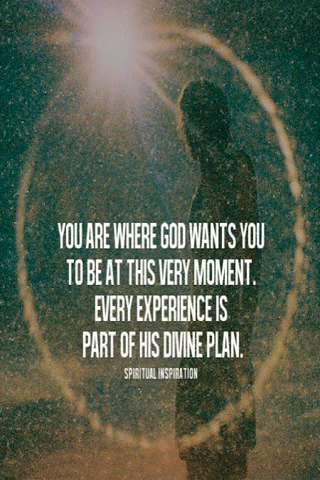 YOU ARE WHERE GOD WANTS YOU
TO BE AT THIS VERY MOMENT.
EVERY EXPERIENCE IS
PART OF HIS DIVINE PLAN.
SPIRITUAL INSPIRATION